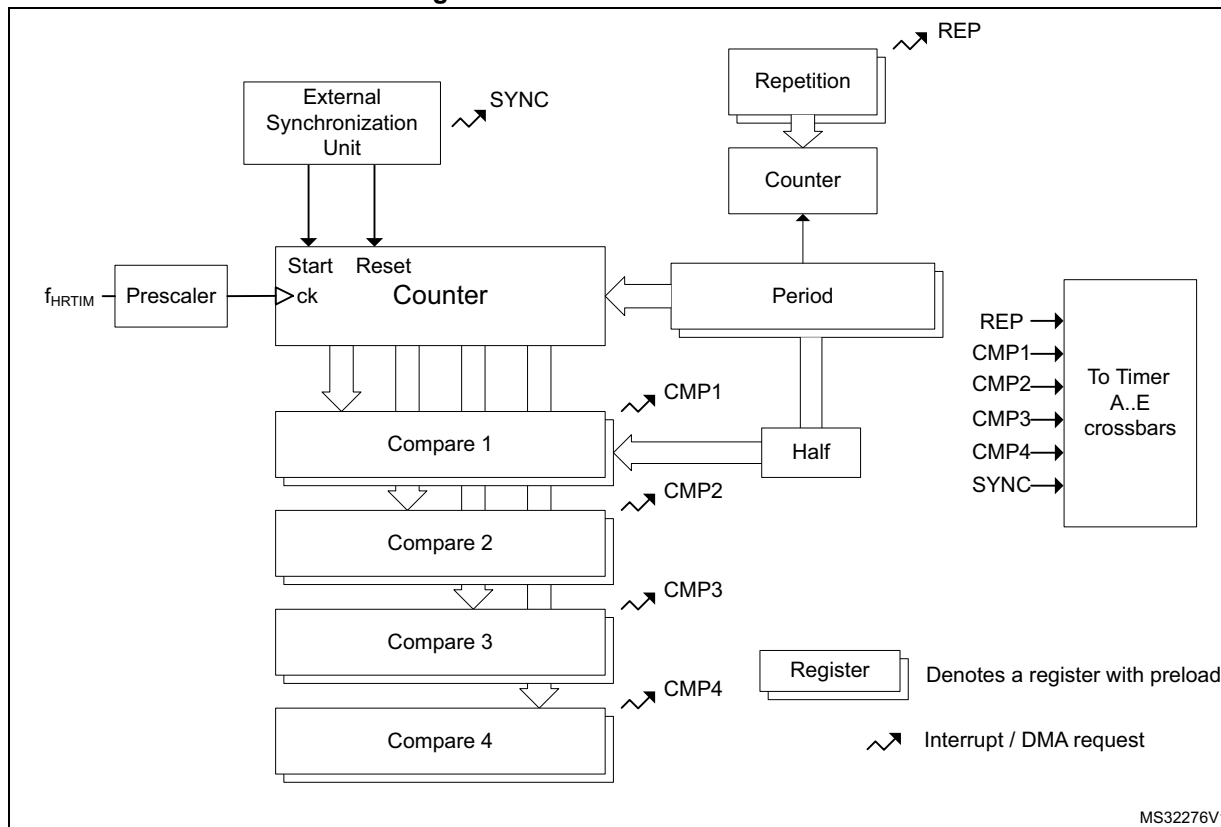 REP
Repetition
External
Synchronization
Unit
SYNC
Counter
Start Reset
f_HRTIM Prescaler ck Counter
Period
REP
CMP1
CMP2
CMP3
CMP4
SYNC
To Timer
A..E
crossbars
CMP1
Compare 1
Half
CMP2
Compare 2
CMP3
Compare 3
Register Denotes a register with preload
CMP4
Compare 4
Interrupt / DMA request